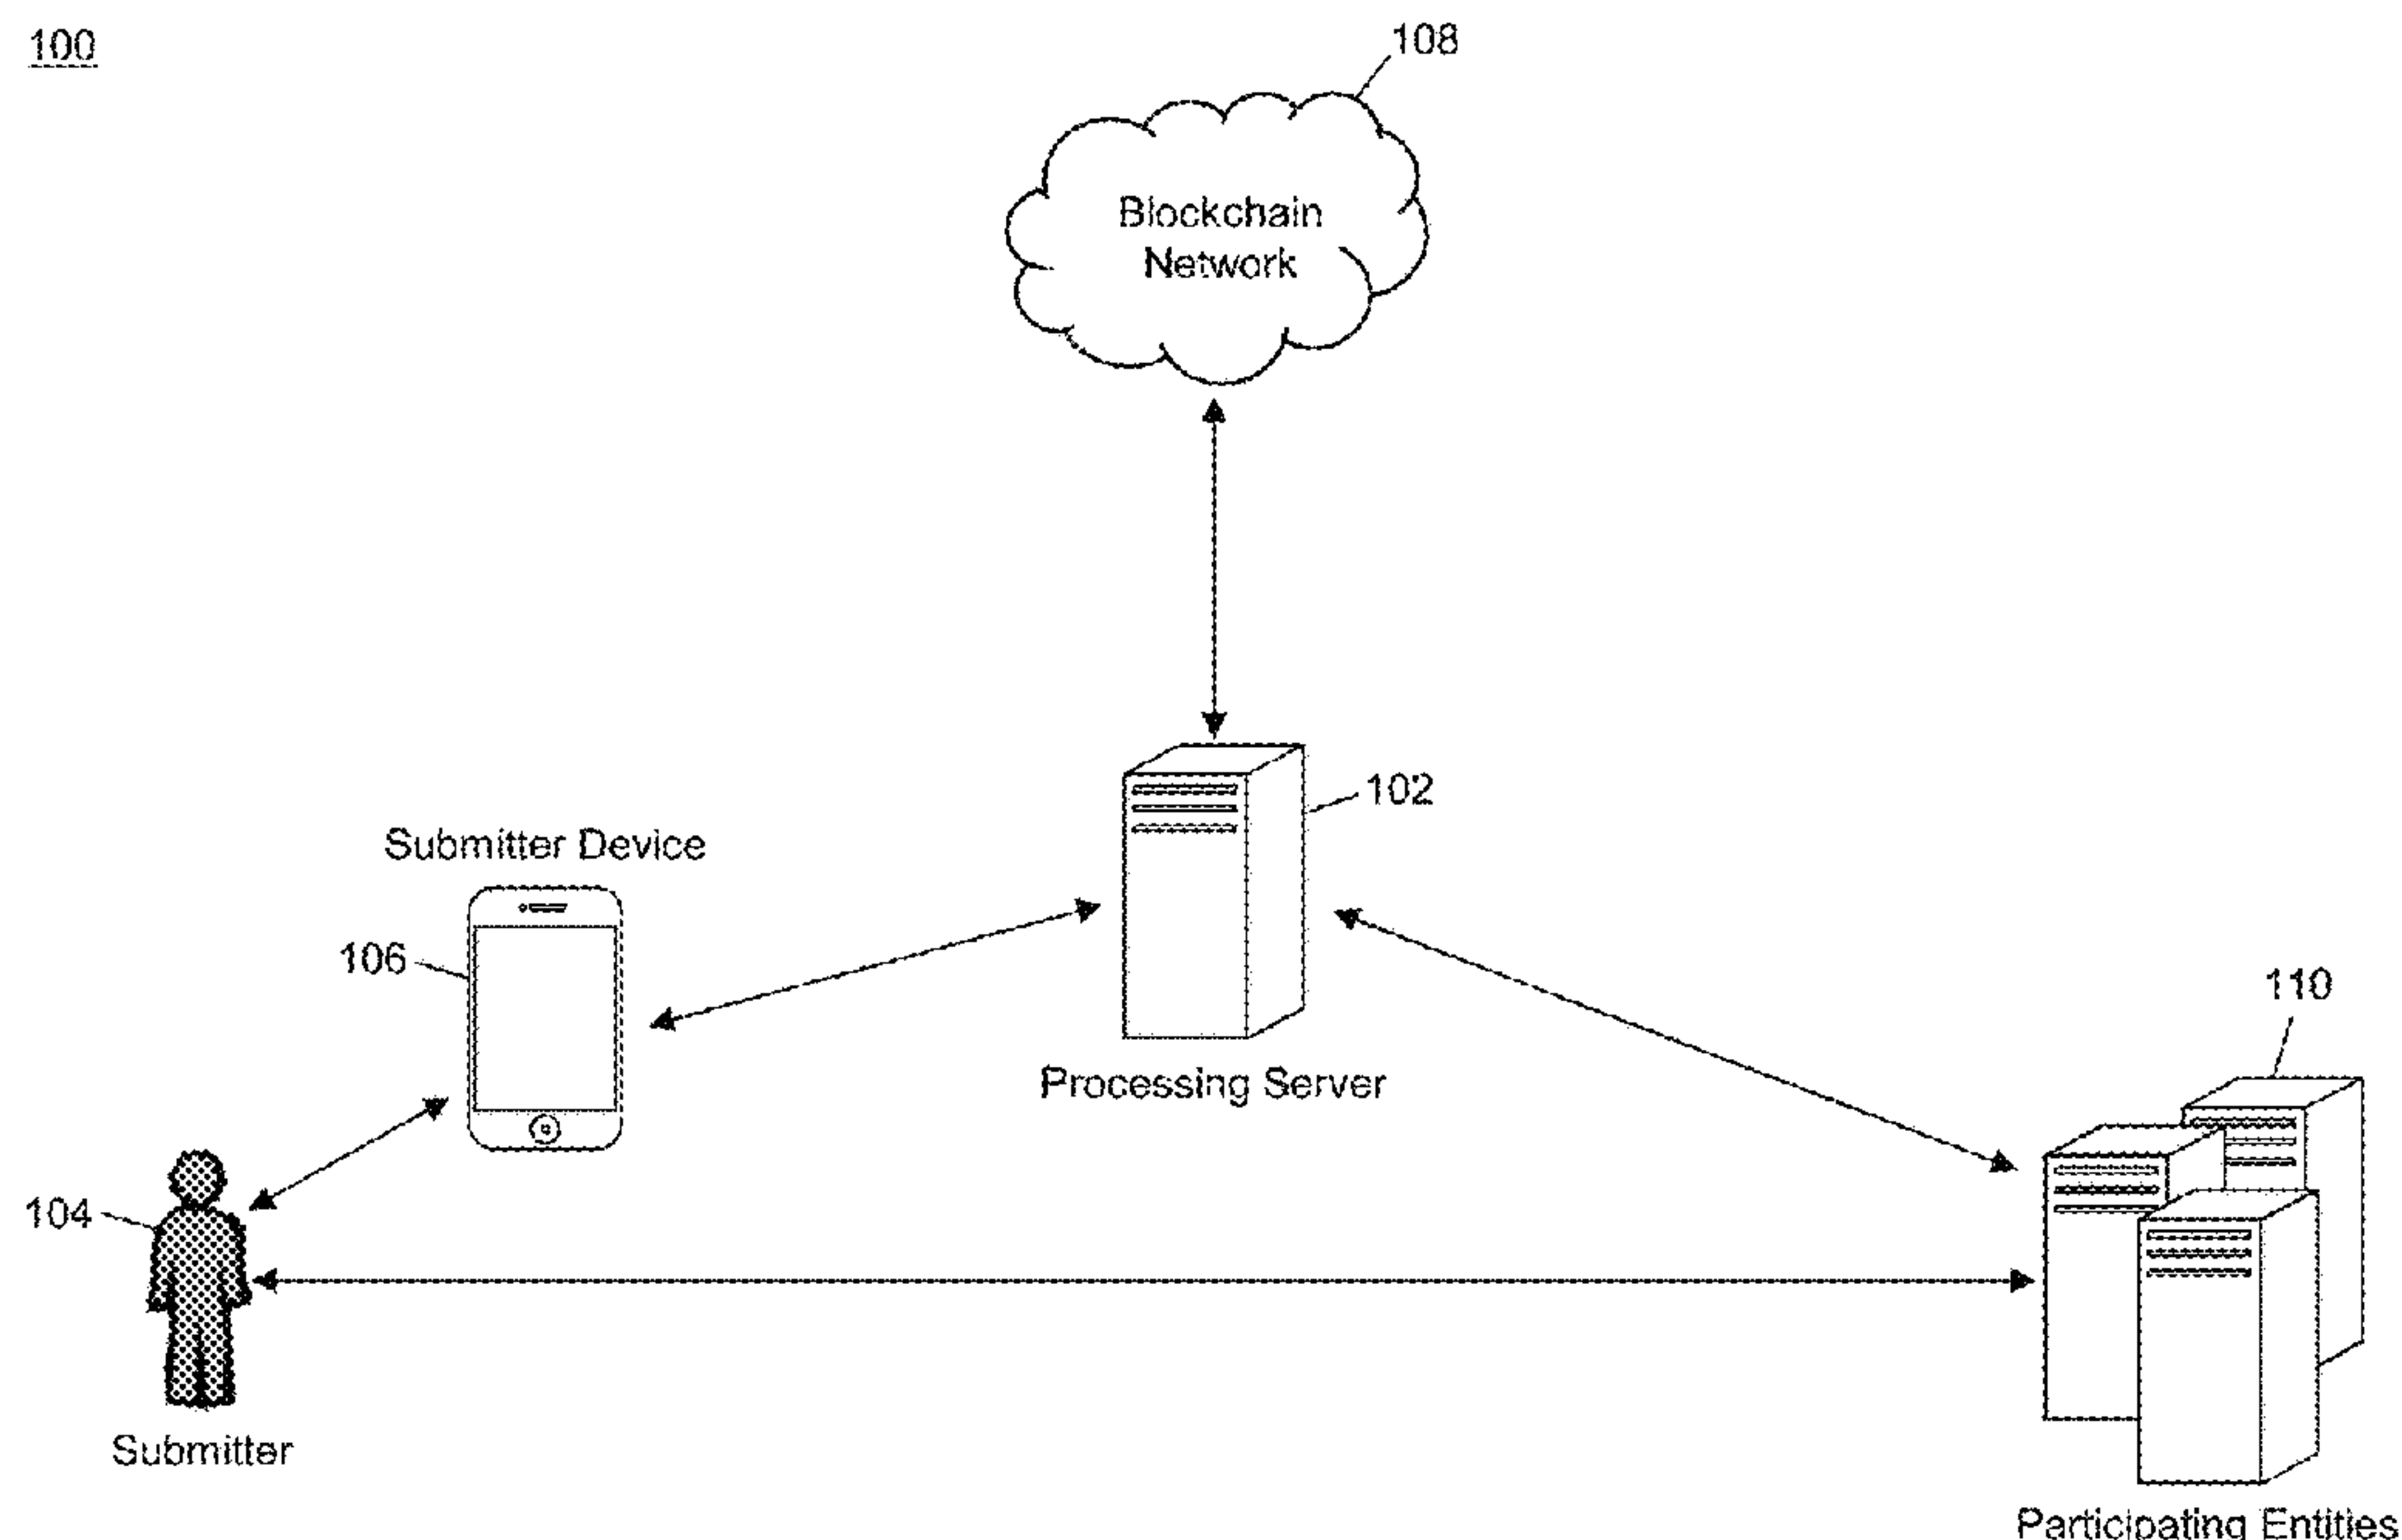 100
108
Blockchain
Network
102
Submitter Device
106
Processing Server
110
104
Submitter
Participating Entities